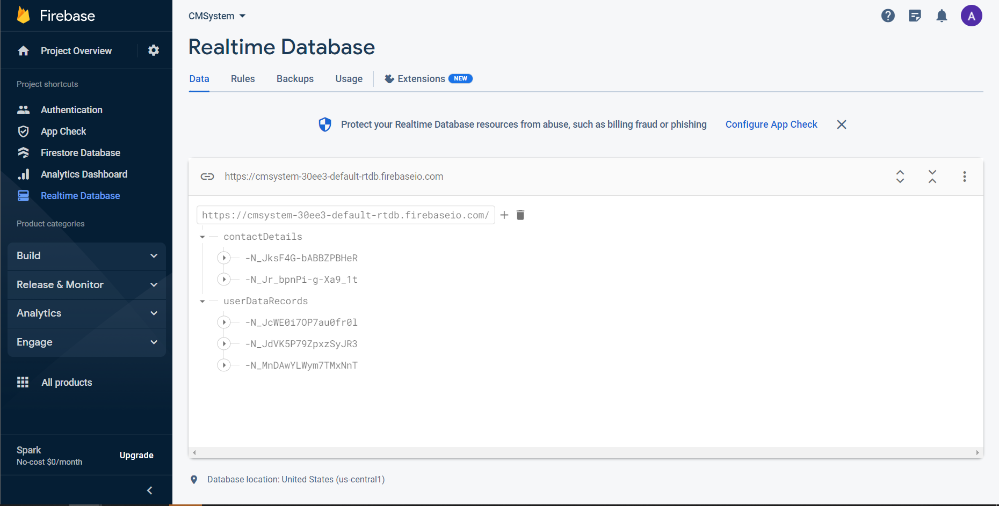 Firebase
Project Overview
Project shortcuts
Authentication
App Check
Firestore Database
Analytics Dashboard
Realtime Database
Product categories
Build
Release & Monitor
Analytics
Engage
All products
Spark
No-cost $0/month
Upgrade
CMSystem
A
Realtime Database
Data Rules Backups Usage Extensions NEW
Protect your Realtime Database resources from abuse, such as billing fraud or phishing Configure App Check
https://cmsystem-30ee3-default-rtdb.firebaseio.com
https://cmsystem-30ee3-default-rtdb.firebaseio.com/
contactDetails
-N_JksF4G-bABBZPBHeR
-N_Jr_bpnPi-g-Xa9_1t
userDataRecords
-N_JcWE0i7OP7au0fr0l
-N_JdVK5P79ZpxzSyJR3
-N_MnDAwYLWym7TMxNnT
Database location: United States (us-central1)